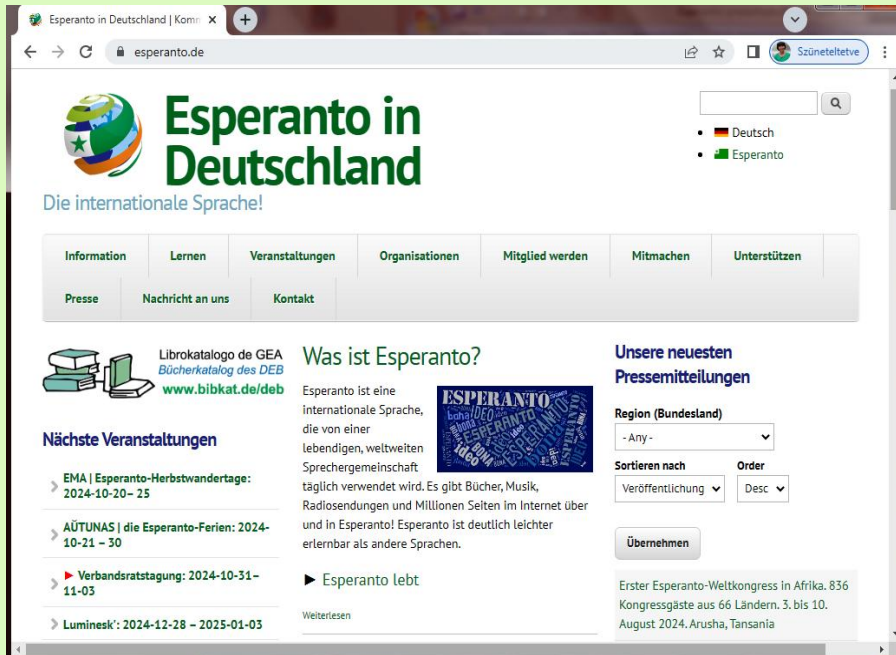 Esperanto in Deutschland | Komm
esperanto.de
Szüneteltetve
Esperanto in
Deutschland
Die internationale Sprache!
Deutsch
Esperanto
Information
Lernen
Veranstaltungen
Organisationen
Mitglied werden
Mitmachen
Unterstützen
Presse
Nachricht an uns
Kontakt
Librokatalogo de GEA
Bücherkatalog des DEB
www.bibkat.de/deb
Nächste Veranstaltungen
EMA | Esperanto-Herbstwandertage:
2024-10-20– 25
AŬTUNAS | die Esperanto-Ferien: 2024-
10-21 – 30
► Verbandsratstagung: 2024-10-31–
11-03
Luminesk': 2024-12-28 – 2025-01-03
Was ist Esperanto?
Esperanto ist eine
internationale Sprache,
die von einer
lebendigen, weltweiten
Sprechergemeinschaft
täglich verwendet wird. Es gibt Bücher, Musik,
Radiosendungen und Millionen Seiten im Internet über
und in Esperanto! Esperanto ist deutlich leichter
erlernbar als andere Sprachen.
ESPERANTO
► Esperanto lebt
Weiterlesen
Unsere neuesten
Pressemitteilungen
Region (Bundesland)
- Any -
Sortieren nach
Order
Veröffentlichung
Desc
Übernehmen
Erster Esperanto-Weltkongress in Afrika. 836
Kongressgäste aus 66 Ländern. 3. bis 10.
August 2024. Arusha, Tansania